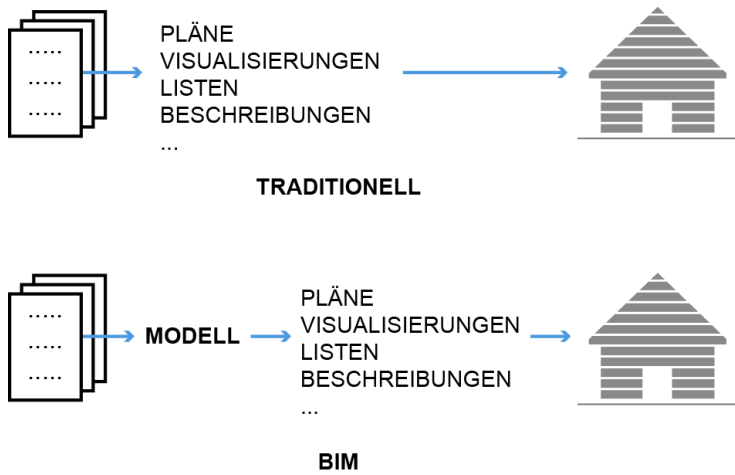 .....
.....
.....
PLÄNE
VISUALISIERUNGEN
LISTEN
BESCHREIBUNGEN
...
TRADITIONELL
.....
.....
.....
MODELL
PLÄNE
VISUALISIERUNGEN
LISTEN
BESCHREIBUNGEN
...
BIM